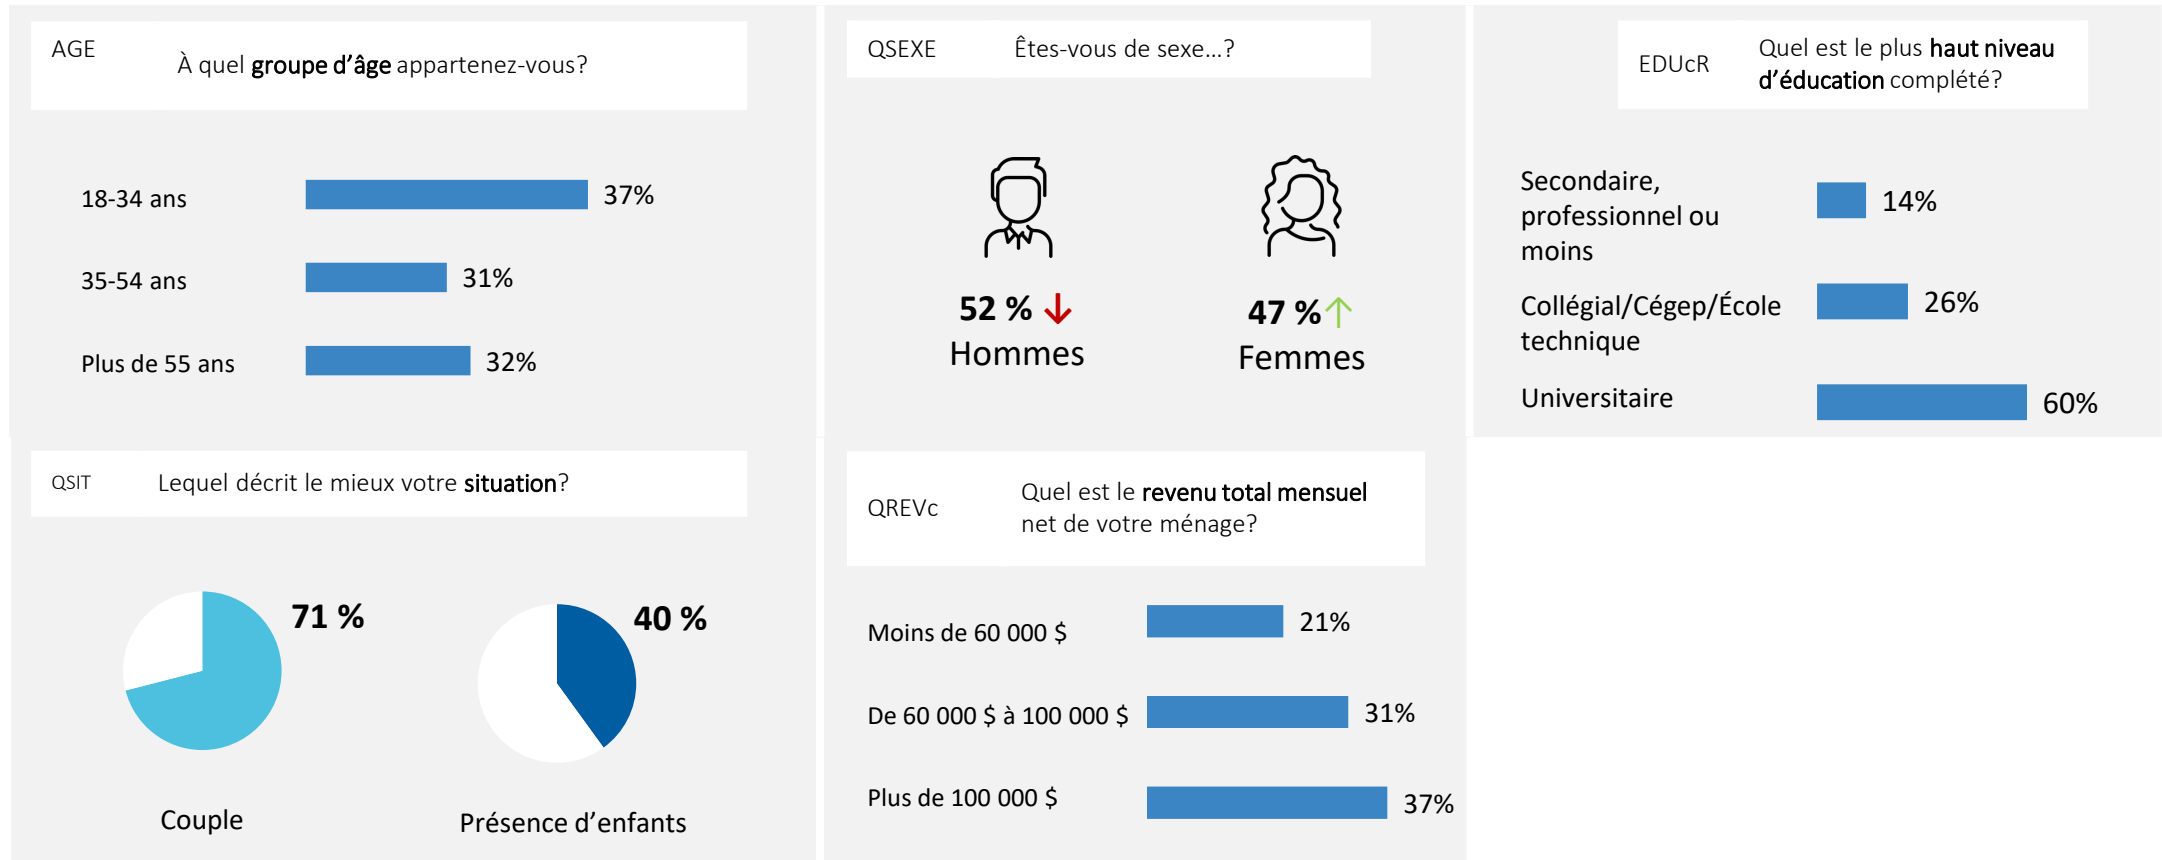 AGE
À quel groupe d'âge appartenez-vous?
18-34 ans
37%
35-54 ans
31%
Plus de 55 ans
32%
QSEXE
Êtes-vous de sexe...?
52 % ↓
Hommes
47 % ↑
Femmes
EDUcR
Quel est le plus haut niveau
d'éducation complété?
Secondaire,
professionnel ou
moins
14%
Collégial/Cégep/École
technique
26%
Universitaire
60%
QSIT
Lequel décrit le mieux votre situation?
71 %
Couple
40 %
Présence d'enfants
QREVc
Quel est le revenu total mensuel
net de votre ménage?
Moins de 60 000 $
21%
De 60 000 $ à 100 000 $
31%
Plus de 100 000 $
37%